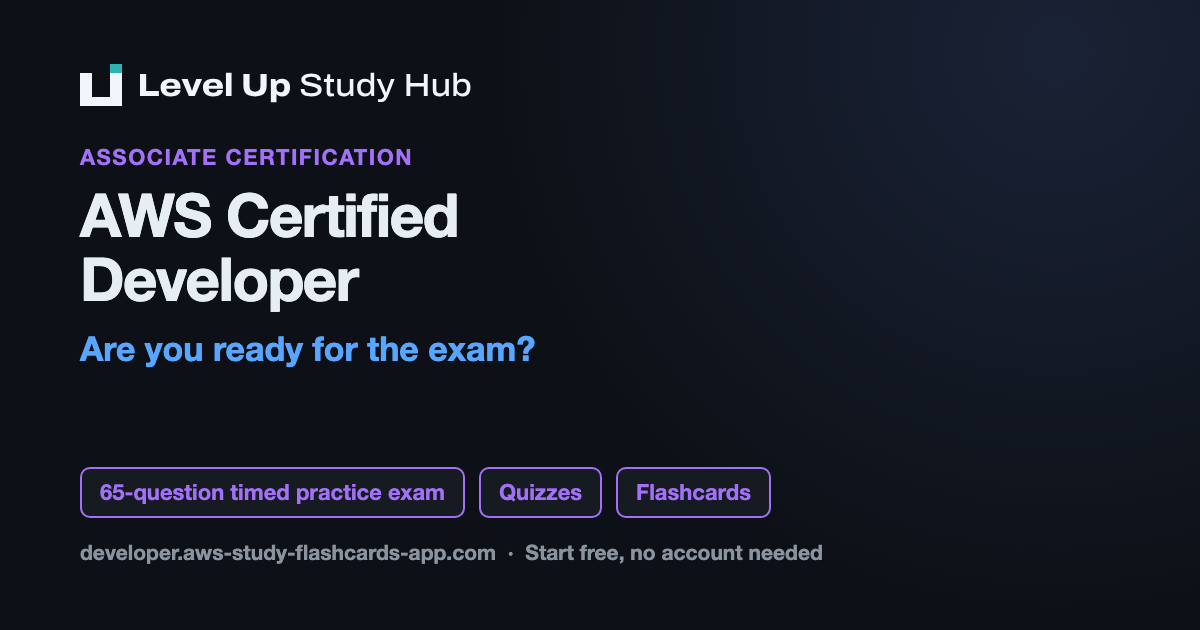 Level Up Study Hub
ASSOCIATE CERTIFICATION
AWS Certified
Developer
Are you ready for the exam?
65-question timed practice exam
Quizzes
Flashcards
developer.aws-study-flashcards-app.com · Start free, no account needed